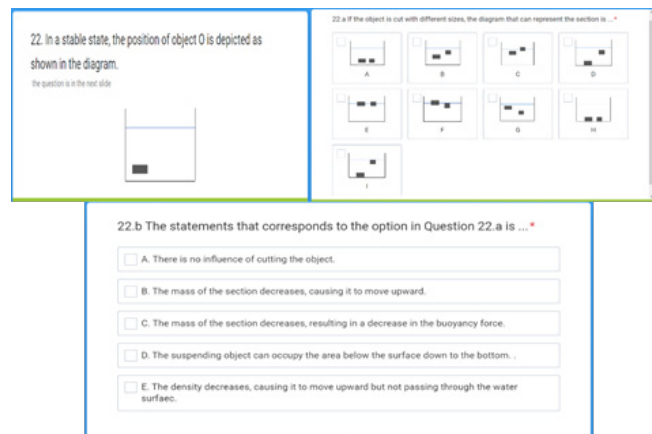 22. In a stable state, the position of object O is depicted as
shown in the diagram.
the question is in the next slide
22.a If the object is cut with different sizes, the diagram that can represent the section is ...*
A
B
C
D
E
F
G
H
I
22.b The statements that corresponds to the option in Question 22.a is ...*
A. There is no influence of cutting the object.
B. The mass of the section decreases, causing it to move upward.
C. The mass of the section decreases, resulting in a decrease in the buoyancy force.
D. The suspending object can occupy the area below the surface down to the bottom. .
E. The density decreases, causing it to move upward but not passing through the water
surfaec.